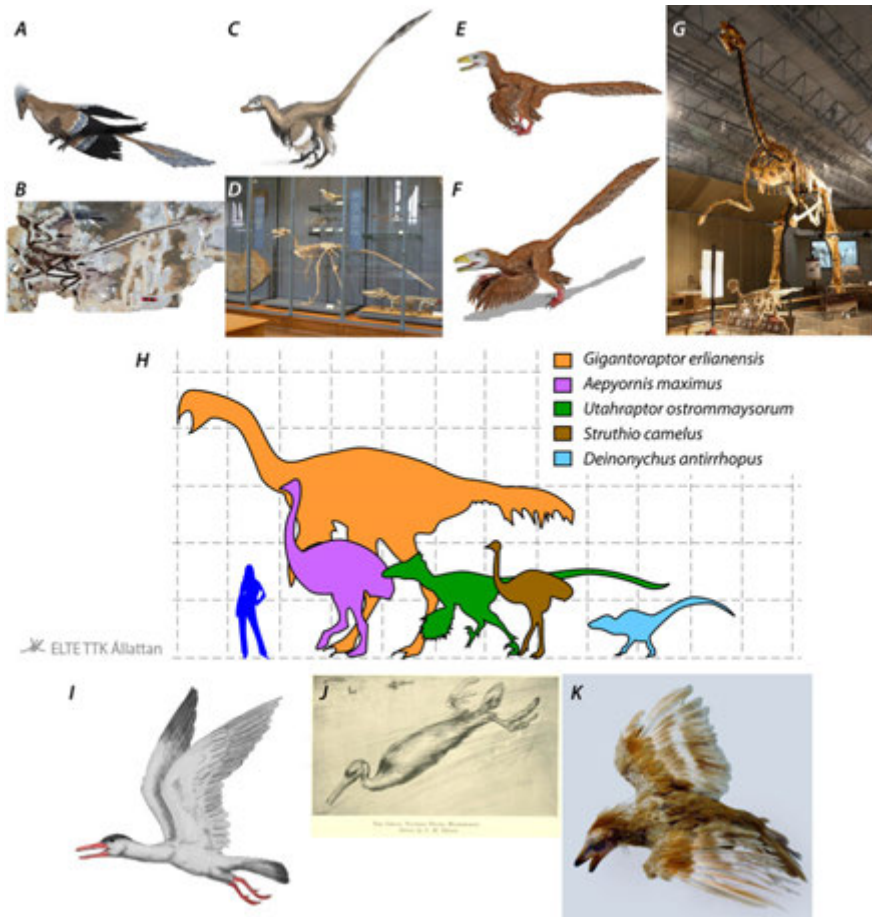 A
C
E
G
B
D
F
H
Gigantoraptor erlianensis
Aepyornis maximus
Utahraptor ostrommaysorum
Struthio camelus
Deinonychus antirrhopus
ELTE TTK Állattan
I
J
K